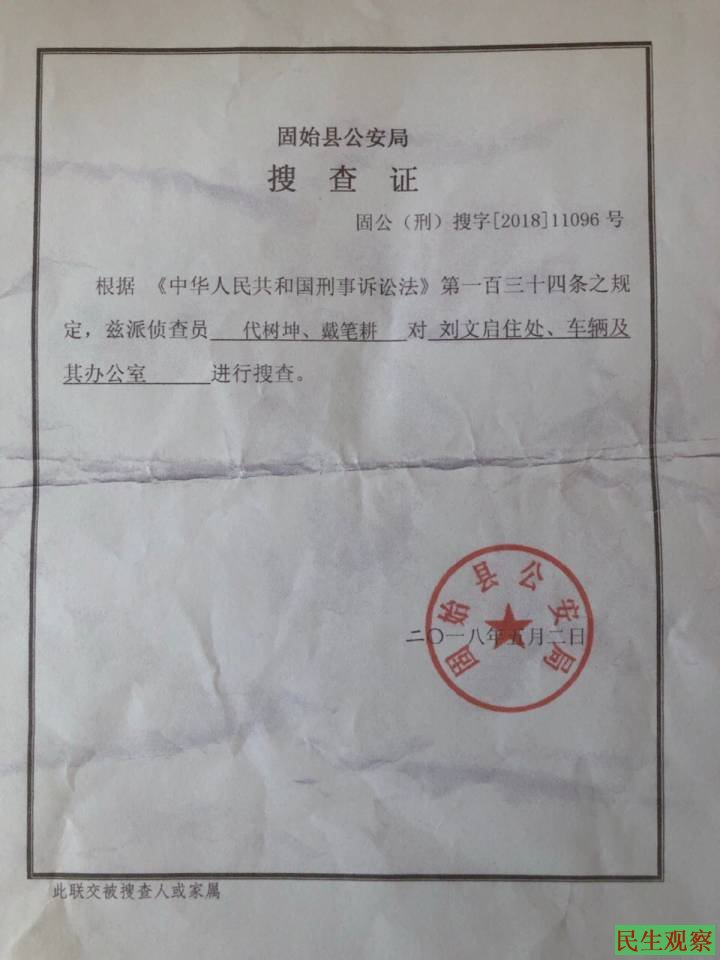 固始县公安局
搜查证
固公（刑）搜字[2018]11096号
根据《中华人民共和国刑事诉讼法》第一百三十四条之规
定，兹派侦查员 代树坤、戴笔耕 对 刘文启住处、车辆及
其办公室 进行搜查。
固始县公安局
二〇一八年五月二日
此联交被搜查人或家属
民生观察